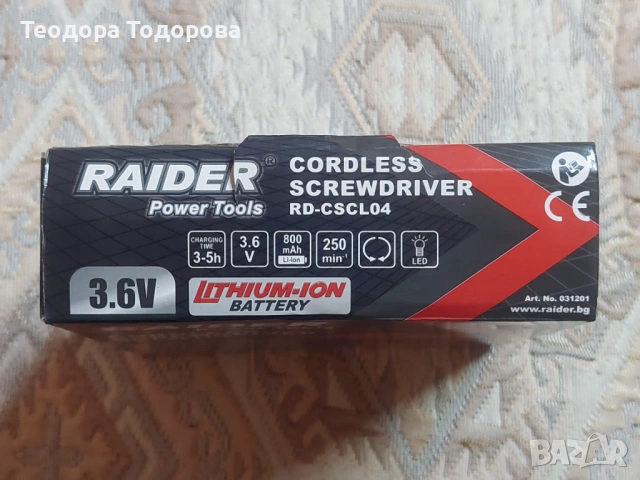 Теодора Тодорова
RAIDER®
Power Tools
CORDLESS
SCREWDRIVER
RD-CSCL04
CHARGING
TIME
3-5h
3.6
V
800
mAh
Li-ion
250
min⁻¹
LED
3.6V
LITHIUM-ION
BATTERY
CE
Art. No. 031201
www.raider.bg
BAZAR